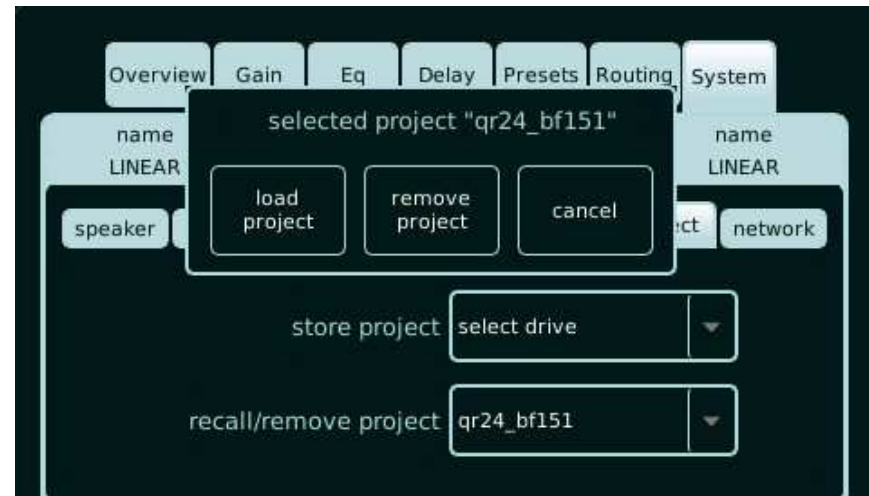 Overview Gain Eq Delay Presets Routing System
selected project "qr24_bf151"
name
LINEAR
name
LINEAR
load
project
remove
project
cancel
speaker
network
store project select drive
recall/remove project qr24_bf151